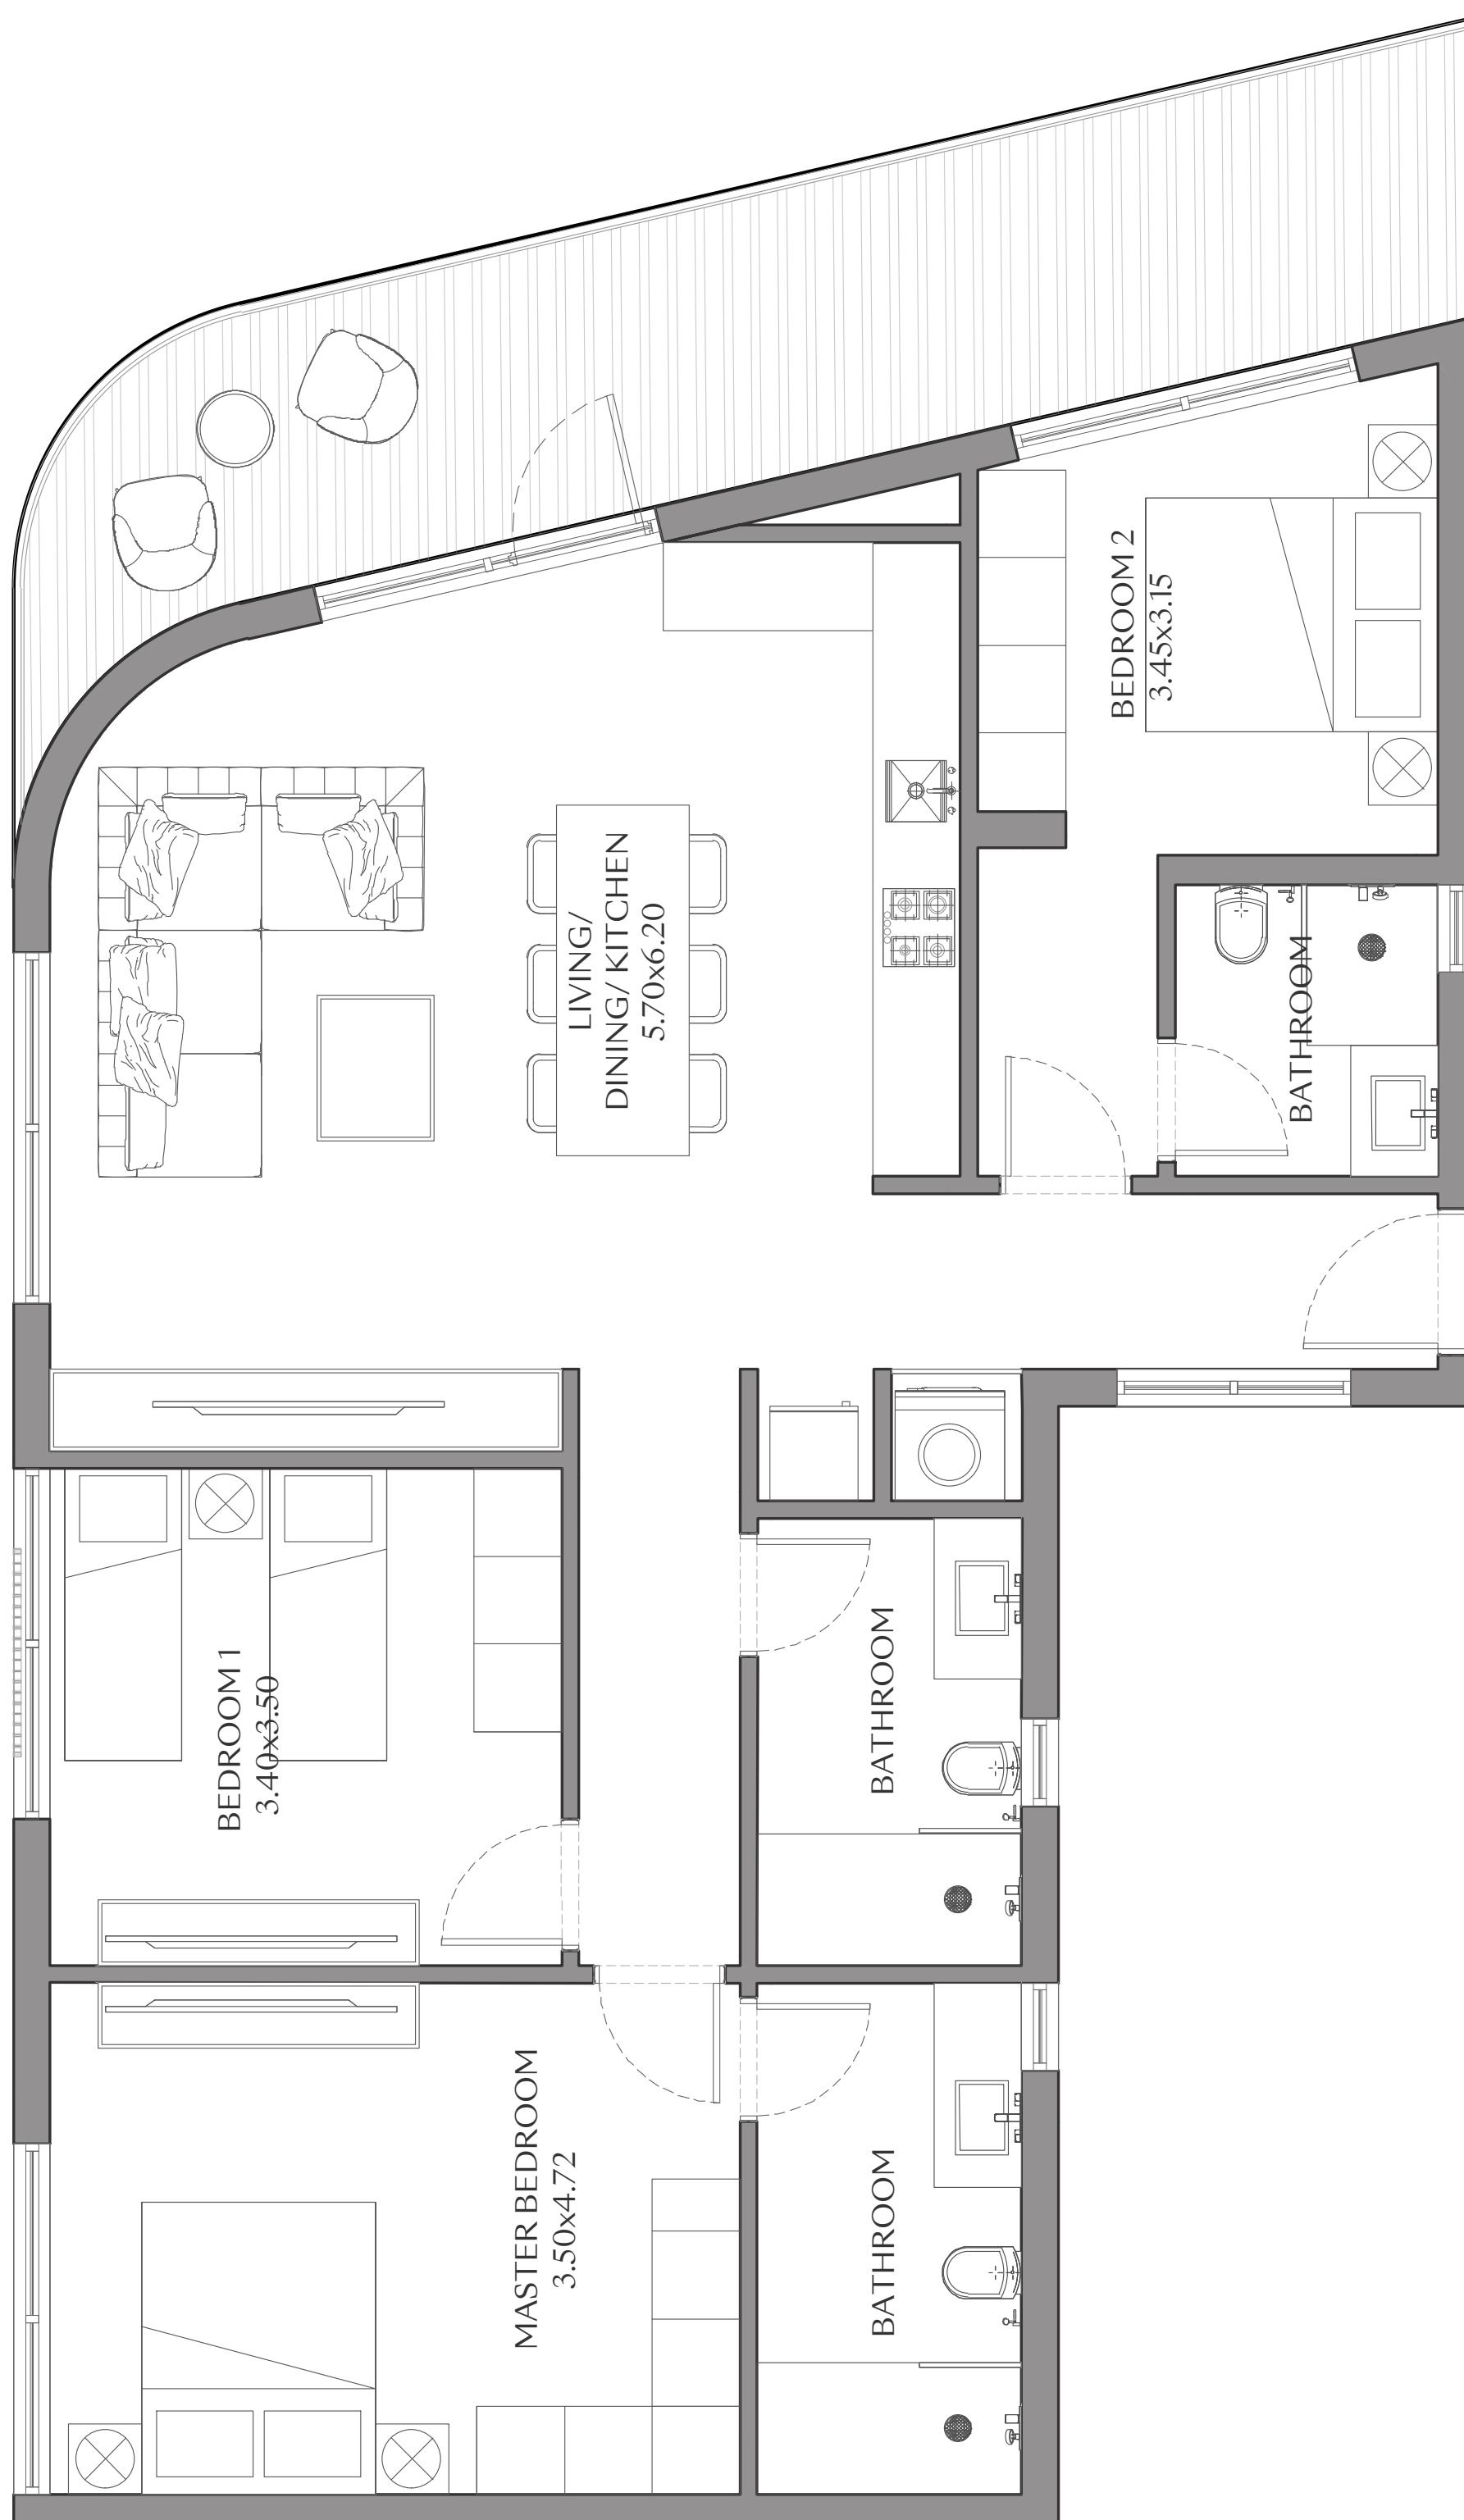 BEDROOM 2
3.45x3.15
LIVING/
DINING/ KITCHEN
5.70x6.20
BATHROOM
BEDROOM 1
3.40x3.50
BATHROOM
MASTER BEDROOM
3.50x4.72
BATHROOM